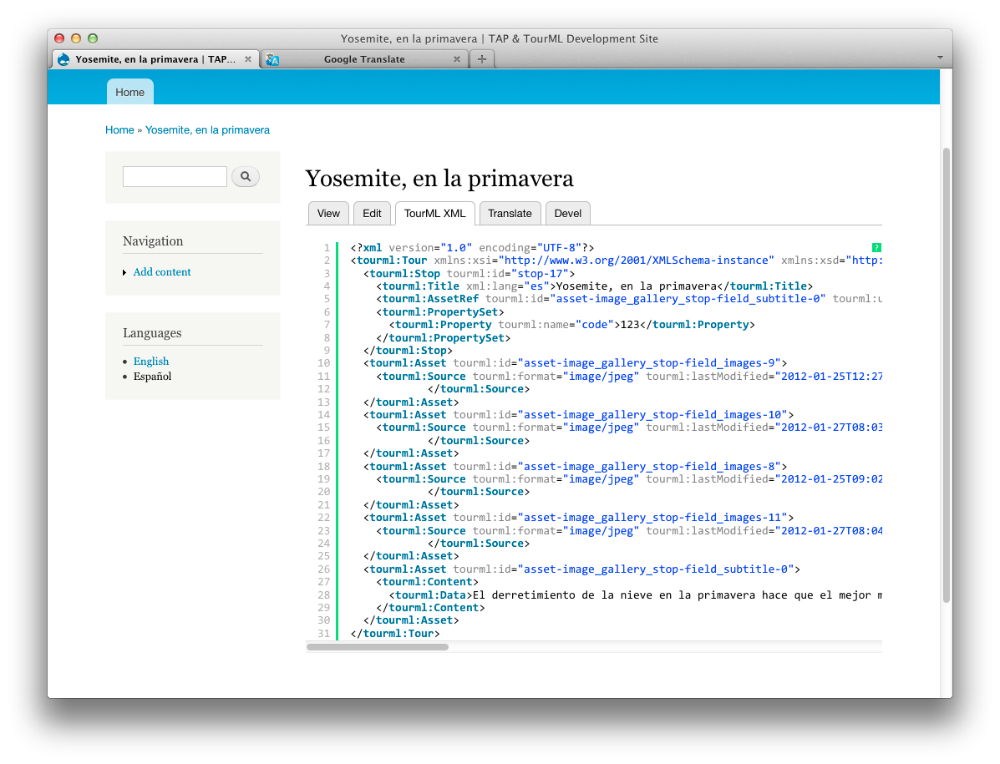 Yosemite, en la primavera | TAP & TourML Development Site
Yosemite, en la primavera | TAP...
Google Translate
Home
Home » Yosemite, en la primavera
Yosemite, en la primavera
View Edit TourML XML Translate Devel
Navigation
Add content
Languages
English
Español
1 <?xml version="1.0" encoding="UTF-8"?>
?
2 <tourml:Tour xmlns:xsi="http://www.w3.org/2001/XMLSchema-instance" xmlns:xsd="http:
3 <tourml:Stop tourml:id="stop-17">
4 <tourml:Title xml:lang="es">Yosemite, en la primavera</tourml:Title>
5 <tourml:AssetRef tourml:id="asset-image_gallery_stop-field_subtitle-0" tourml:u
6 <tourml:PropertySet>
7 <tourml:Property tourml:name="code">123</tourml:Property>
8 </tourml:PropertySet>
9 </tourml:Stop>
10 <tourml:Asset tourml:id="asset-image_gallery_stop-field_images-9">
11 <tourml:Source tourml:format="image/jpeg" tourml:lastModified="2012-01-25T12:27
12 </tourml:Source>
13 </tourml:Asset>
14 <tourml:Asset tourml:id="asset-image_gallery_stop-field_images-10">
15 <tourml:Source tourml:format="image/jpeg" tourml:lastModified="2012-01-27T08:03
16 </tourml:Source>
17 </tourml:Asset>
18 <tourml:Asset tourml:id="asset-image_gallery_stop-field_images-8">
19 <tourml:Source tourml:format="image/jpeg" tourml:lastModified="2012-01-25T09:02
20 </tourml:Source>
21 </tourml:Asset>
22 <tourml:Asset tourml:id="asset-image_gallery_stop-field_images-11">
23 <tourml:Source tourml:format="image/jpeg" tourml:lastModified="2012-01-27T08:04
24 </tourml:Source>
25 </tourml:Asset>
26 <tourml:Asset tourml:id="asset-image_gallery_stop-field_subtitle-0">
27 <tourml:Content>
28 <tourml:Data>El derretimiento de la nieve en la primavera hace que el mejor m
29 </tourml:Content>
30 </tourml:Asset>
31 </tourml:Tour>